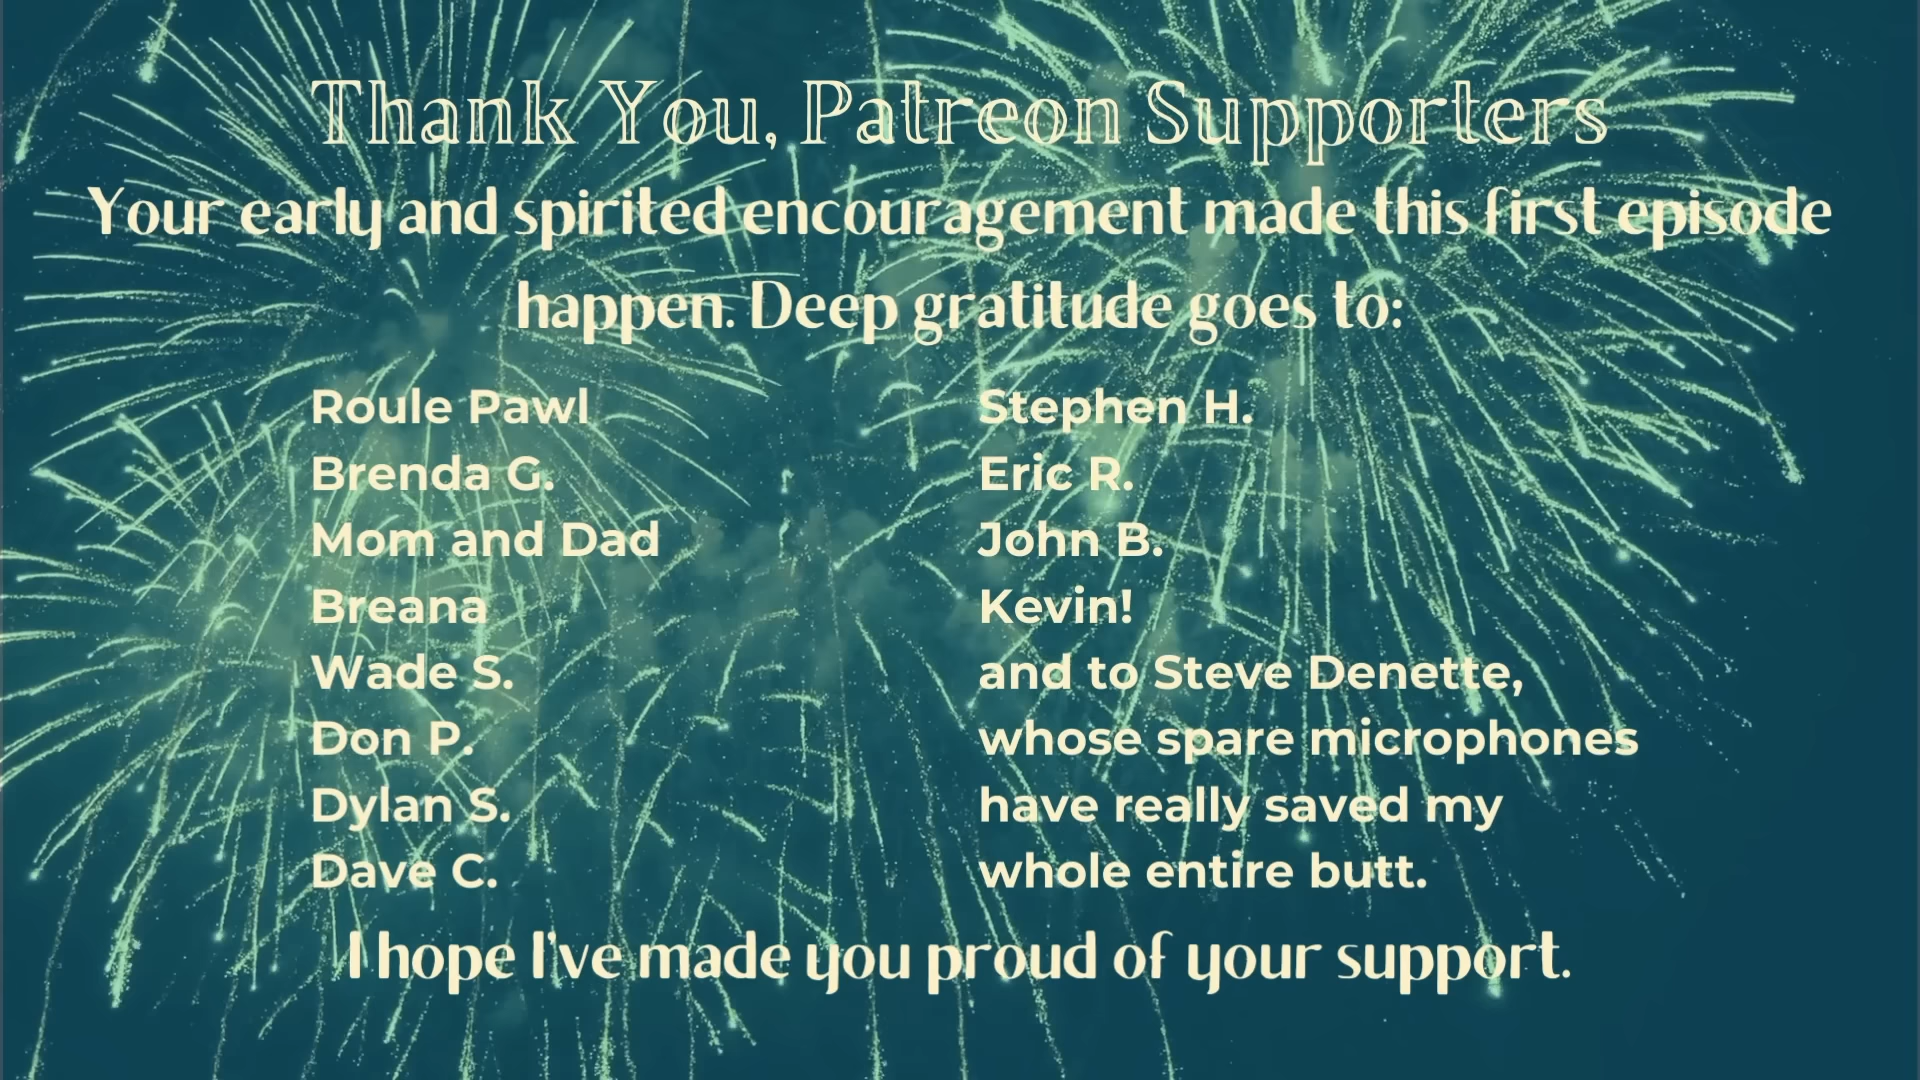 Thank You, Patreon Supporters
Your early and spirited encouragement made this first episode
happen. Deep gratitude goes to:
Roule Pawl
Brenda G.
Mom and Dad
Breana
Wade S.
Don P.
Dylan S.
Dave C.
Stephen H.
Eric R.
John B.
Kevin!
and to Steve Denette,
whose spare microphones
have really saved my
whole entire butt.
I hope I've made you proud of your support.